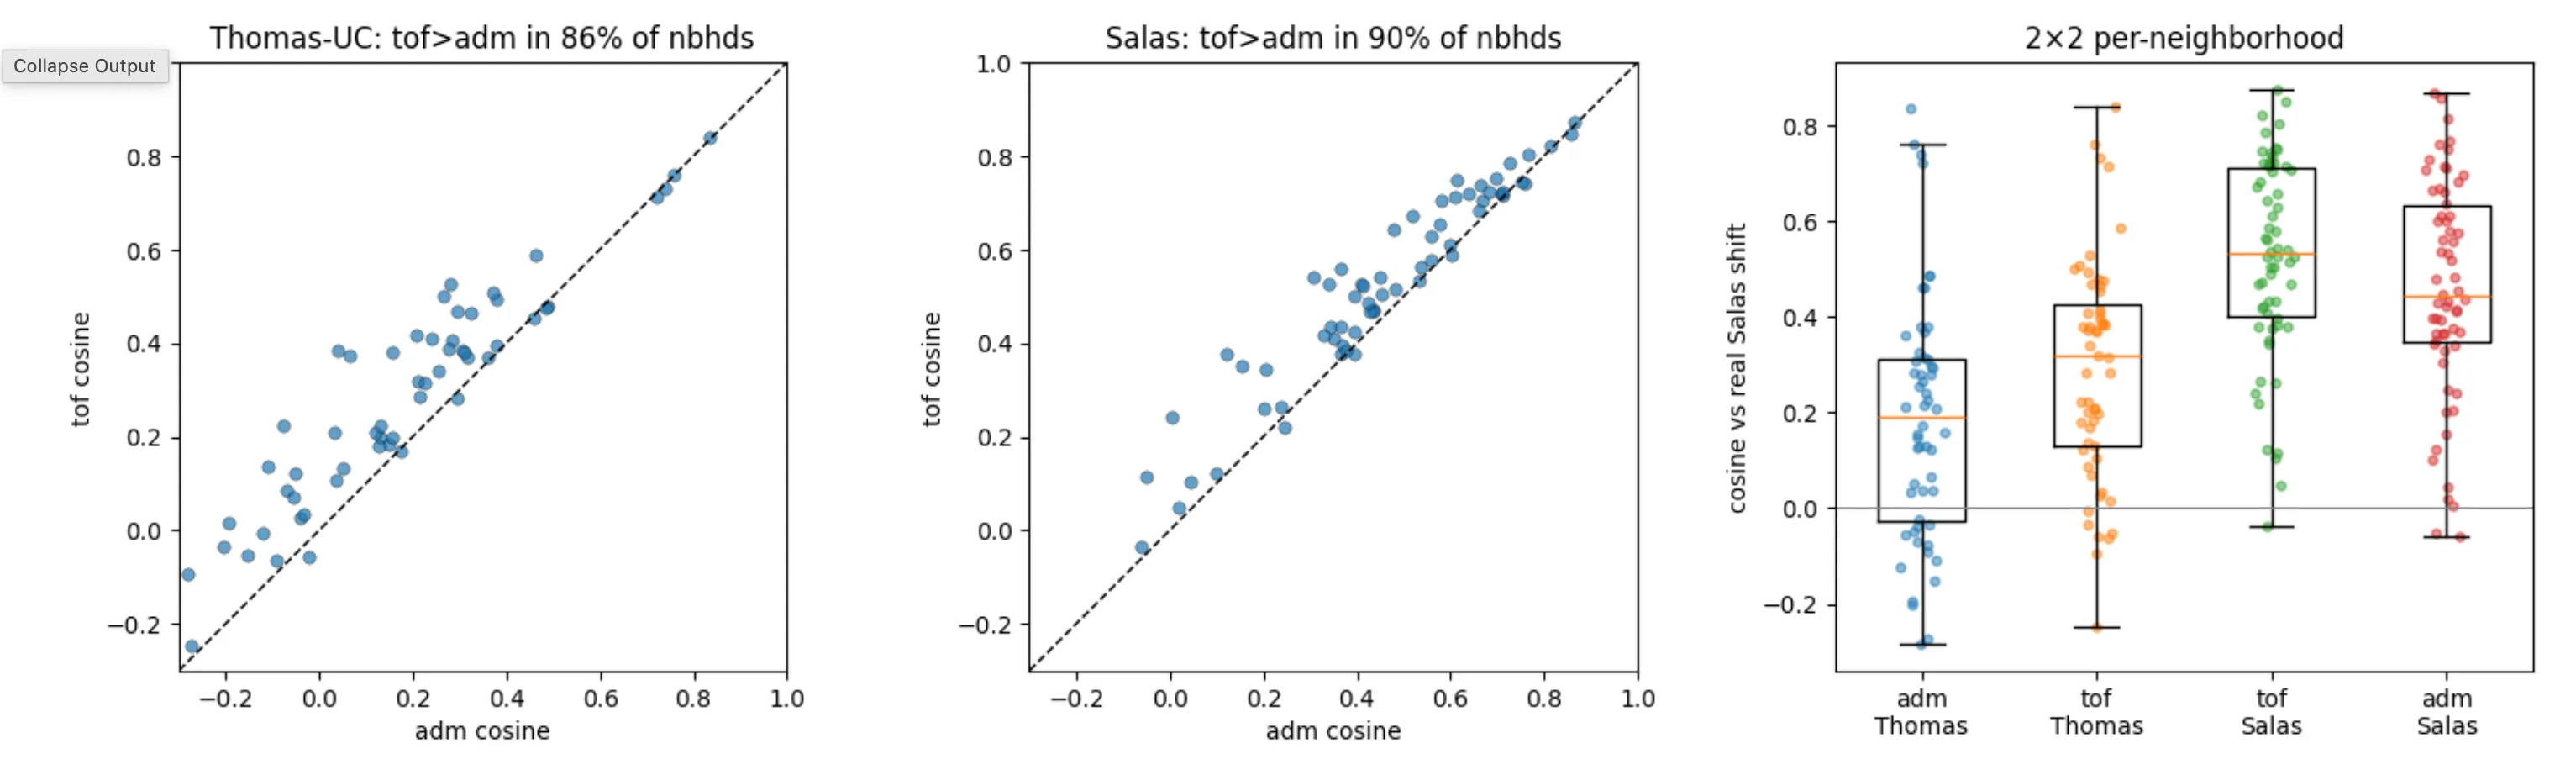 Collapse Output
Thomas-UC: tof>adm in 86% of nbhds
tof cosine
0.8
0.6
0.4
0.2
0.0
−0.2
−0.2 0.0 0.2 0.4 0.6 0.8 1.0
adm cosine
Salas: tof>adm in 90% of nbhds
tof cosine
1.0
0.8
0.6
0.4
0.2
0.0
−0.2
−0.2 0.0 0.2 0.4 0.6 0.8 1.0
adm cosine
2×2 per-neighborhood
cosine vs real Salas shift
0.8
0.6
0.4
0.2
0.0
−0.2
adm tof tof adm
Thomas Thomas Salas Salas